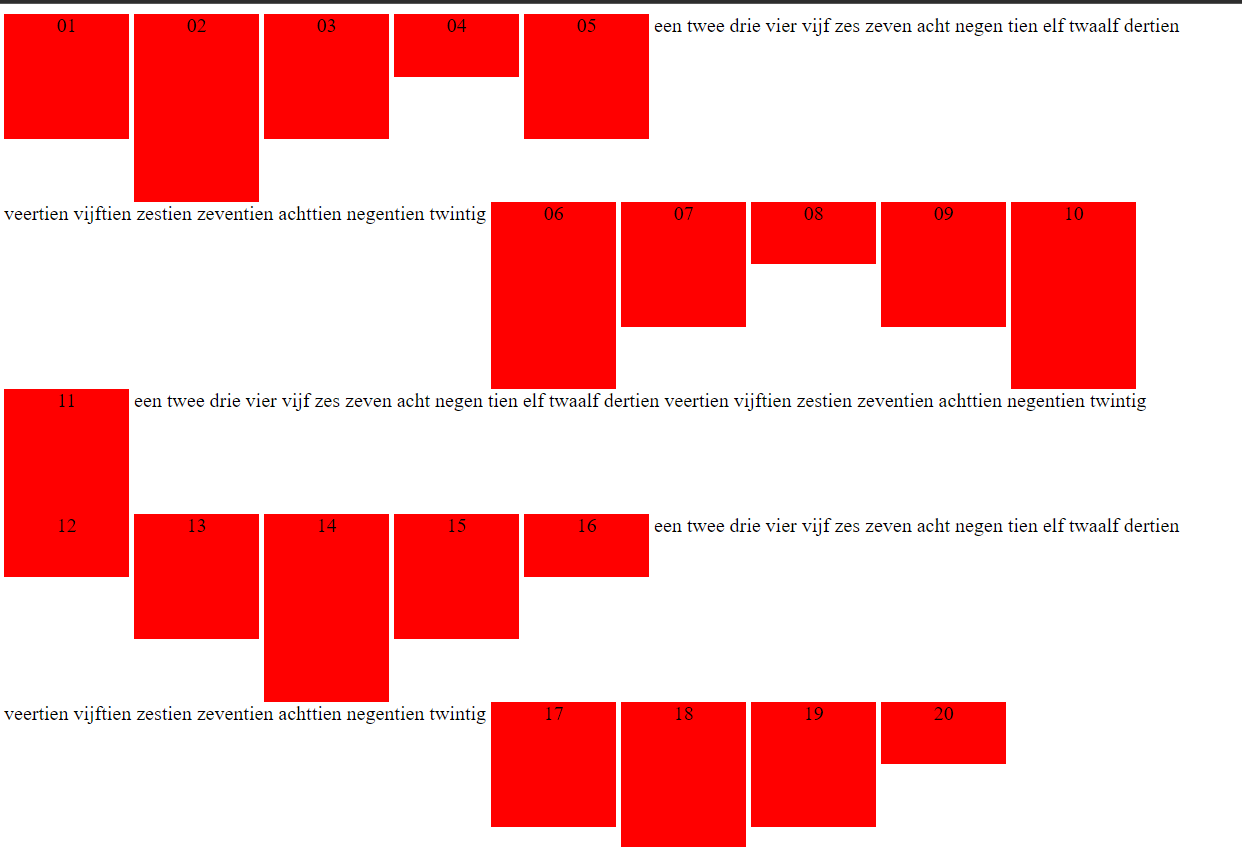 01 02 03 04 05 een twee drie vier vijf zes zeven acht negen tien elf twaalf dertien
veertien vijftien zestien zeventien achttien negentien twintig 06 07 08 09 10
11 een twee drie vier vijf zes zeven acht negen tien elf twaalf dertien veertien vijftien zestien zeventien achttien negentien twintig
12 13 14 15 16 een twee drie vier vijf zes zeven acht negen tien elf twaalf dertien
veertien vijftien zestien zeventien achttien negentien twintig 17 18 19 20